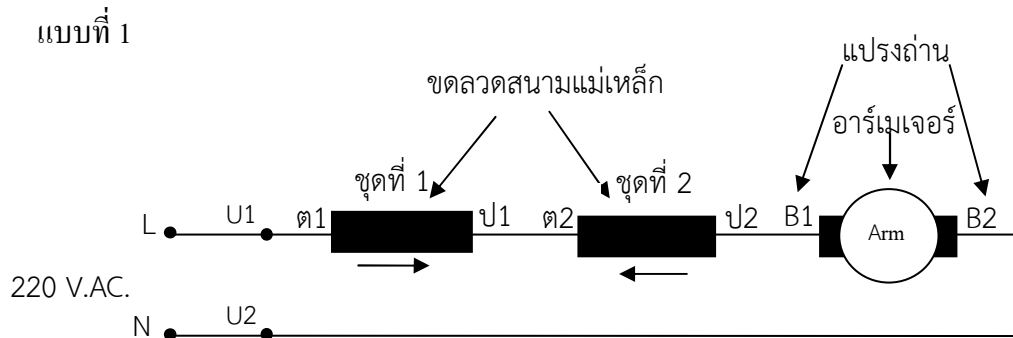 แบบที่ 1
แปรงถ่าน
ขดลวดสนามแม่เหล็ก
อาร์เมเจอร์
ชุดที่ 1
ชุดที่ 2
L U1 ต1 ป1 ต2 ป2 B1 Arm B2
220 V.AC.
N U2